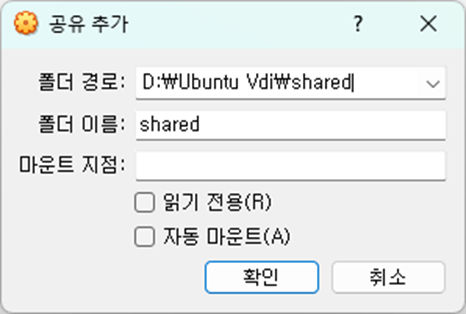 공유 추가 ?
폴더 경로: D:₩Ubuntu Vdi₩shared
폴더 이름: shared
마운트 지점:
읽기 전용(R)
자동 마운트(A)
확인 취소